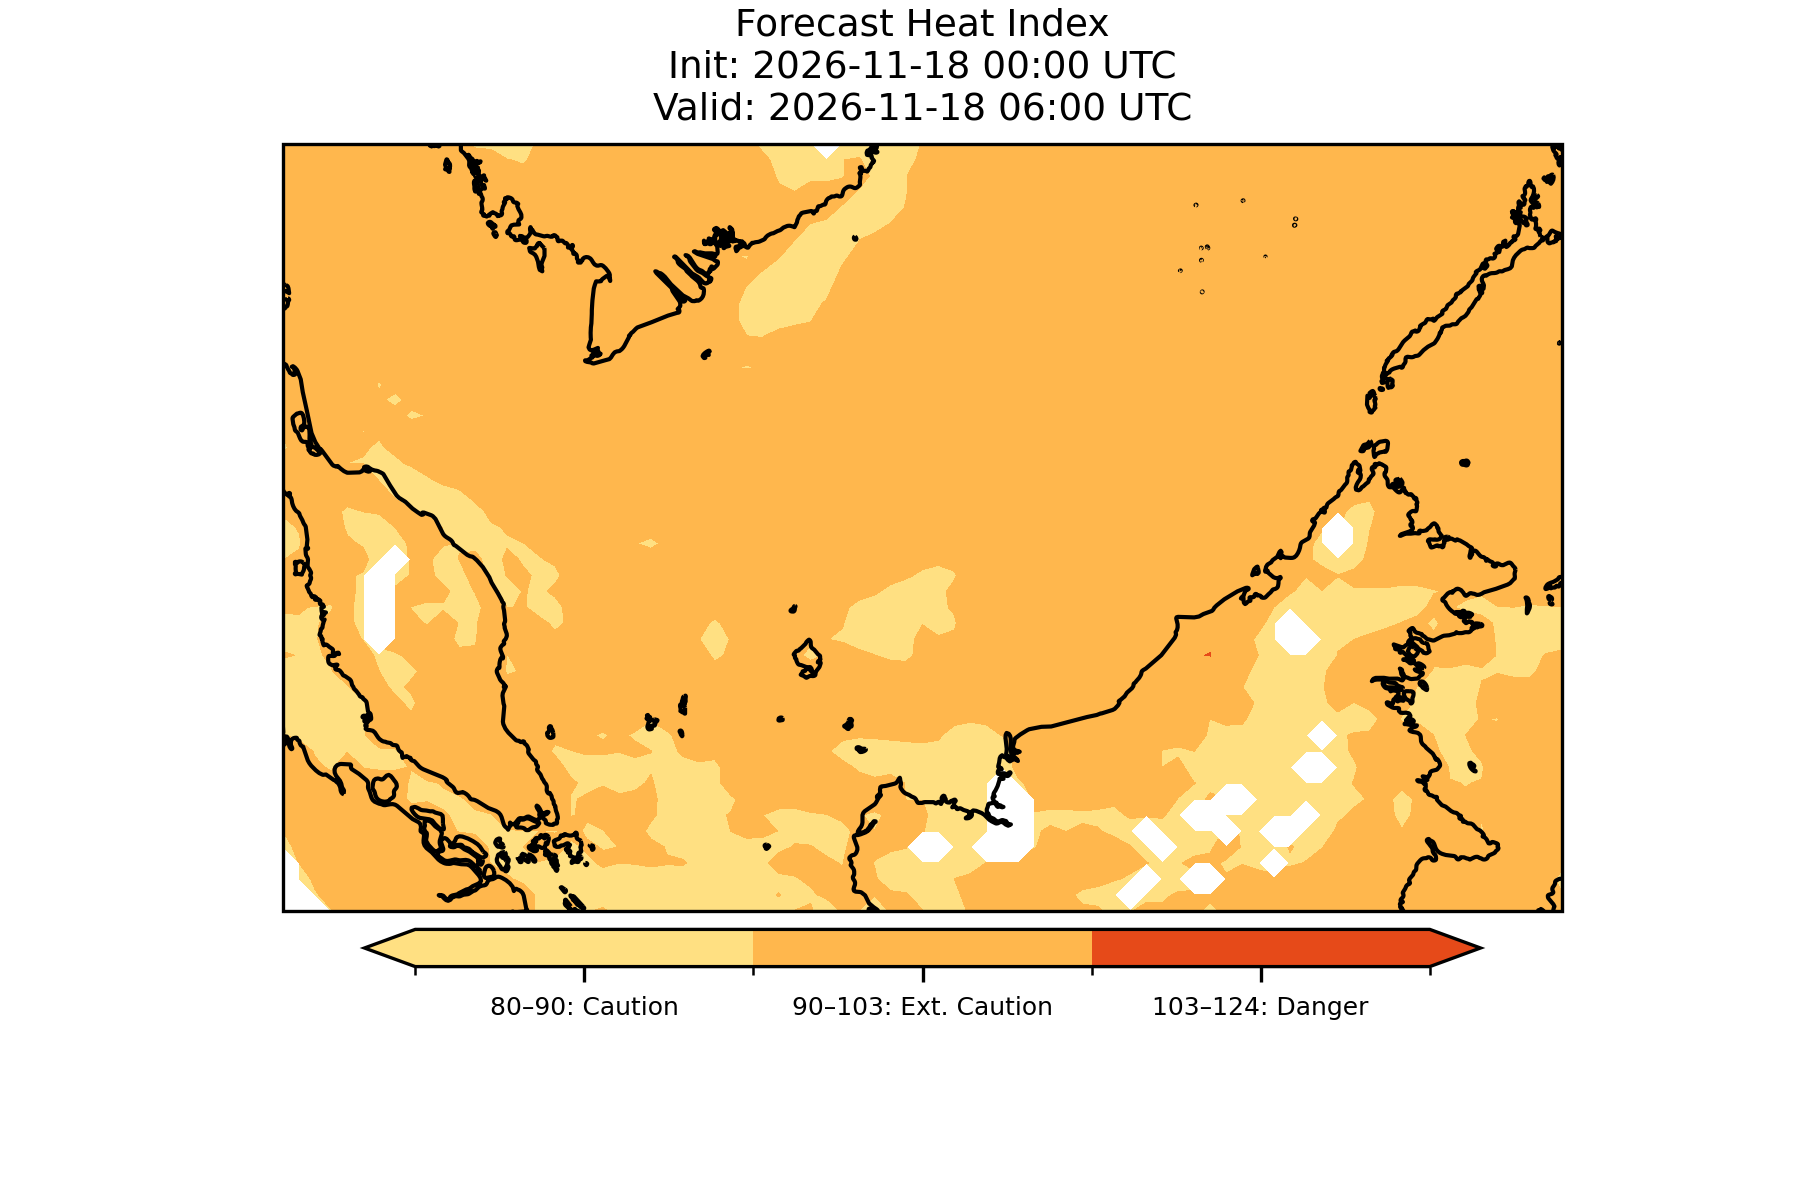 Forecast Heat Index
Init: 2026-11-18 00:00 UTC
Valid: 2026-11-18 06:00 UTC
80–90: Caution
90–103: Ext. Caution
103–124: Danger